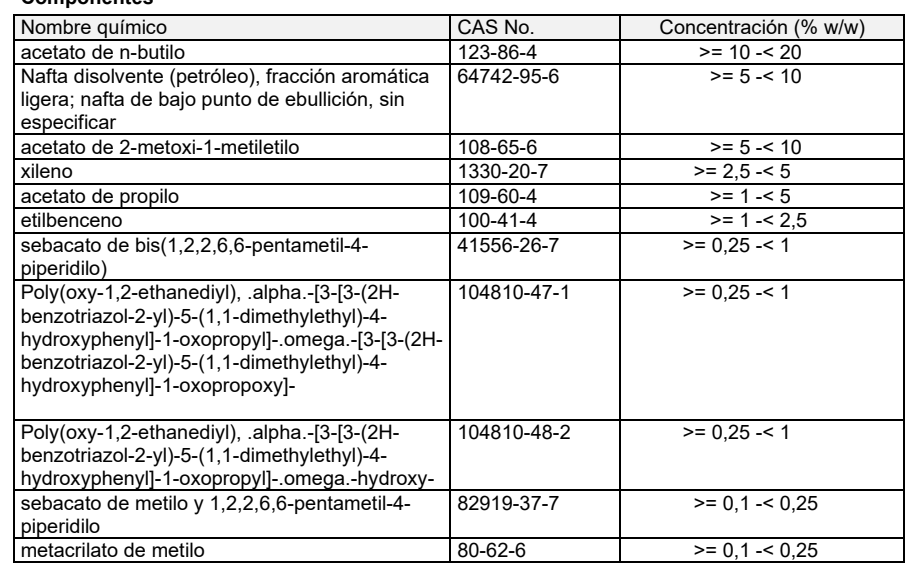 Componentes
Nombre químico CAS No. Concentración (% w/w)
acetato de n-butilo 123-86-4 >= 10 -< 20
Nafta disolvente (petróleo), fracción aromática 64742-95-6 >= 5 -< 10
ligera; nafta de bajo punto de ebullición, sin
especificar
acetato de 2-metoxi-1-metiletilo 108-65-6 >= 5 -< 10
xileno 1330-20-7 >= 2,5 -< 5
acetato de propilo 109-60-4 >= 1 -< 5
etilbenceno 100-41-4 >= 1 -< 2,5
sebacato de bis(1,2,2,6,6-pentametil-4- 41556-26-7 >= 0,25 -< 1
piperidilo)
Poly(oxy-1,2-ethanediyl), .alpha.-[3-[3-(2H- 104810-47-1 >= 0,25 -< 1
benzotriazol-2-yl)-5-(1,1-dimethylethyl)-4-
hydroxyphenyl]-1-oxopropyl]-.omega.-[3-[3-(2H-
benzotriazol-2-yl)-5-(1,1-dimethylethyl)-4-
hydroxyphenyl]-1-oxopropoxy]-
Poly(oxy-1,2-ethanediyl), .alpha.-[3-[3-(2H- 104810-48-2 >= 0,25 -< 1
benzotriazol-2-yl)-5-(1,1-dimethylethyl)-4-
hydroxyphenyl]-1-oxopropyl]-.omega.-hydroxy-
sebacato de metilo y 1,2,2,6,6-pentametil-4- 82919-37-7 >= 0,1 -< 0,25
piperidilo
metacrilato de metilo 80-62-6 >= 0,1 -< 0,25